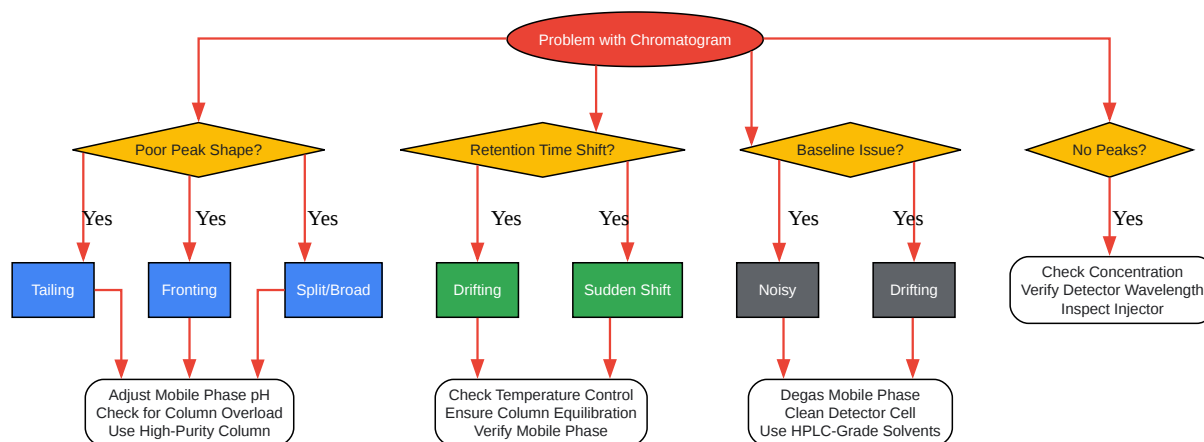 Problem with Chromatogram
Poor Peak Shape?
Retention Time Shift?
Baseline Issue?
No Peaks?
Yes
Yes
Yes
Yes
Yes
Yes
Yes
Yes
Tailing
Fronting
Split/Broad
Drifting
Sudden Shift
Noisy
Drifting
Check Concentration
Verify Detector Wavelength
Inspect Injector
Adjust Mobile Phase pH
Check for Column Overload
Use High-Purity Column
Check Temperature Control
Ensure Column Equilibration
Verify Mobile Phase
Degas Mobile Phase
Clean Detector Cell
Use HPLC-Grade Solvents